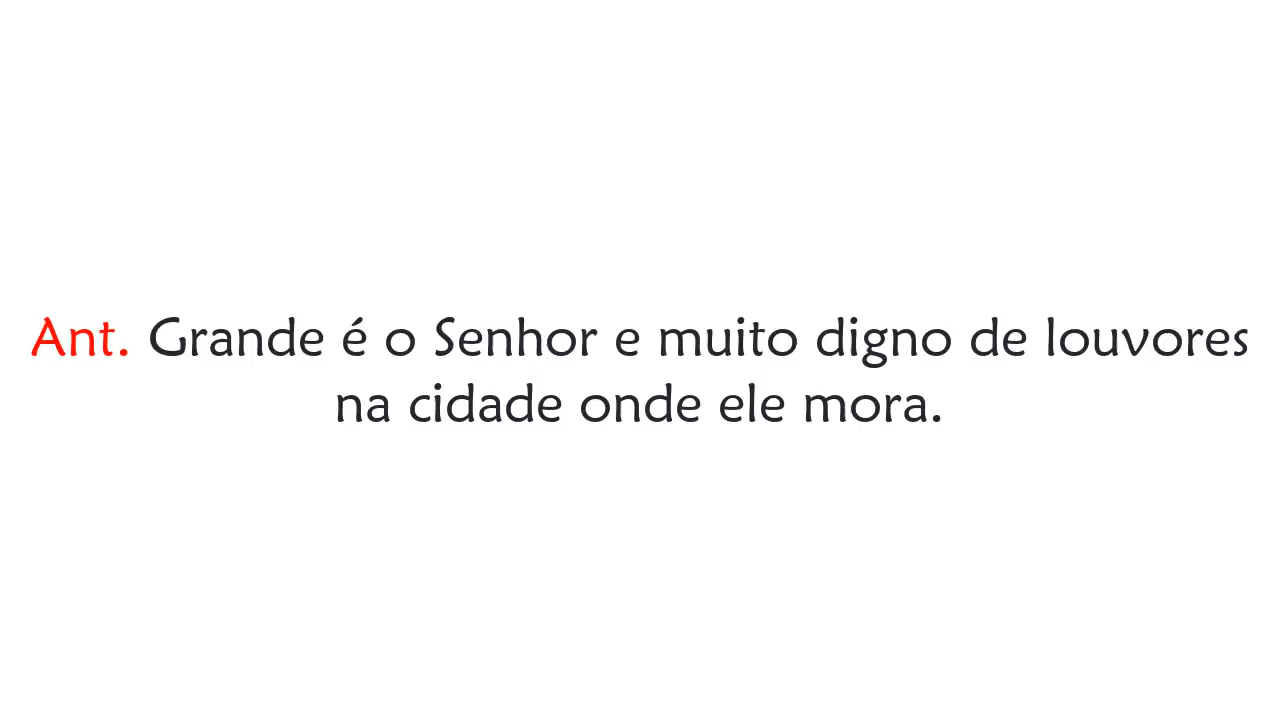 Ant. Grande é o Senhor e muito digno de louvores
na cidade onde ele mora.